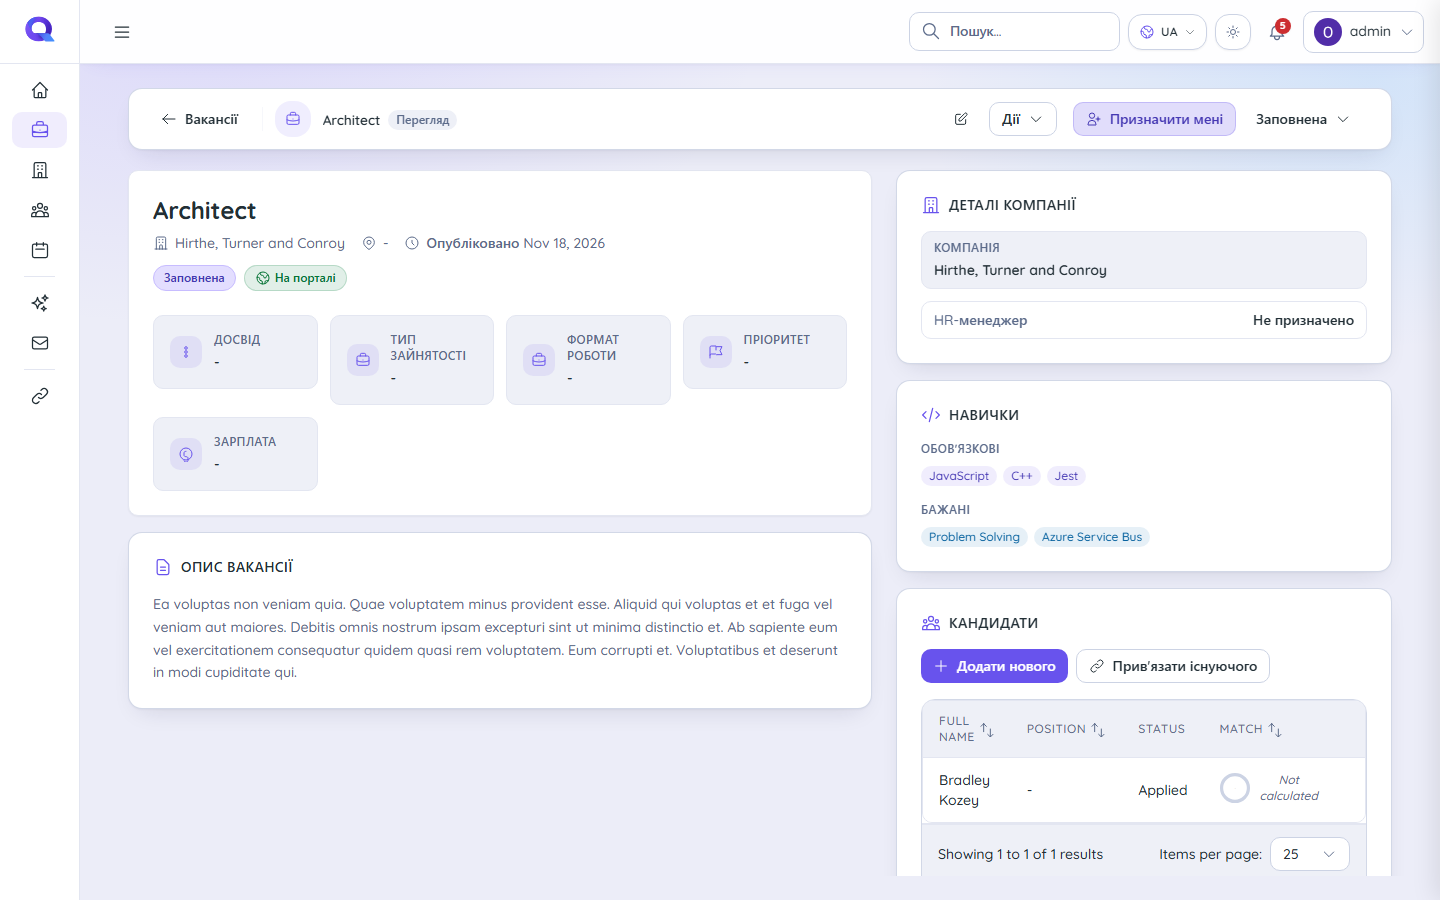 Пошук...
UA
5
O
admin
Вакансії
Architect
Перегляд
Дії
Призначити мені
Заповнена
Architect
Hirthe, Turner and Conroy
-
Опубліковано Nov 18, 2026
Заповнена
На порталі
ДОСВІД
-
ТИП
ЗАЙНЯТОСТІ
-
ФОРМАТ
РОБОТИ
-
ПРІОРИТЕТ
-
ЗАРПЛАТА
-
ОПИС ВАКАНСІЇ
Ea voluptas non veniam quia. Quae voluptatem minus provident esse. Aliquid qui voluptas et et fuga vel
veniam aut maiores. Debitis omnis nostrum ipsam excepturi sint ut minima distinctio et. Ab sapiente eum
vel exercitationem consequatur quidem quasi rem voluptatem. Eum corrupti et. Voluptatibus et deserunt
in modi cupiditate qui.
ДЕТАЛІ КОМПАНІЇ
КОМПАНІЯ
Hirthe, Turner and Conroy
HR-менеджер
Не призначено
НАВИЧКИ
ОБОВ'ЯЗКОВІ
JavaScript
C++
Jest
БАЖАНІ
Problem Solving
Azure Service Bus
КАНДИДАТИ
Додати нового
Прив'язати існуючого
FULL
NAME
POSITION
STATUS
MATCH
Bradley
Kozey
-
Applied
Not
calculated
Showing 1 to 1 of 1 results
Items per page:
25